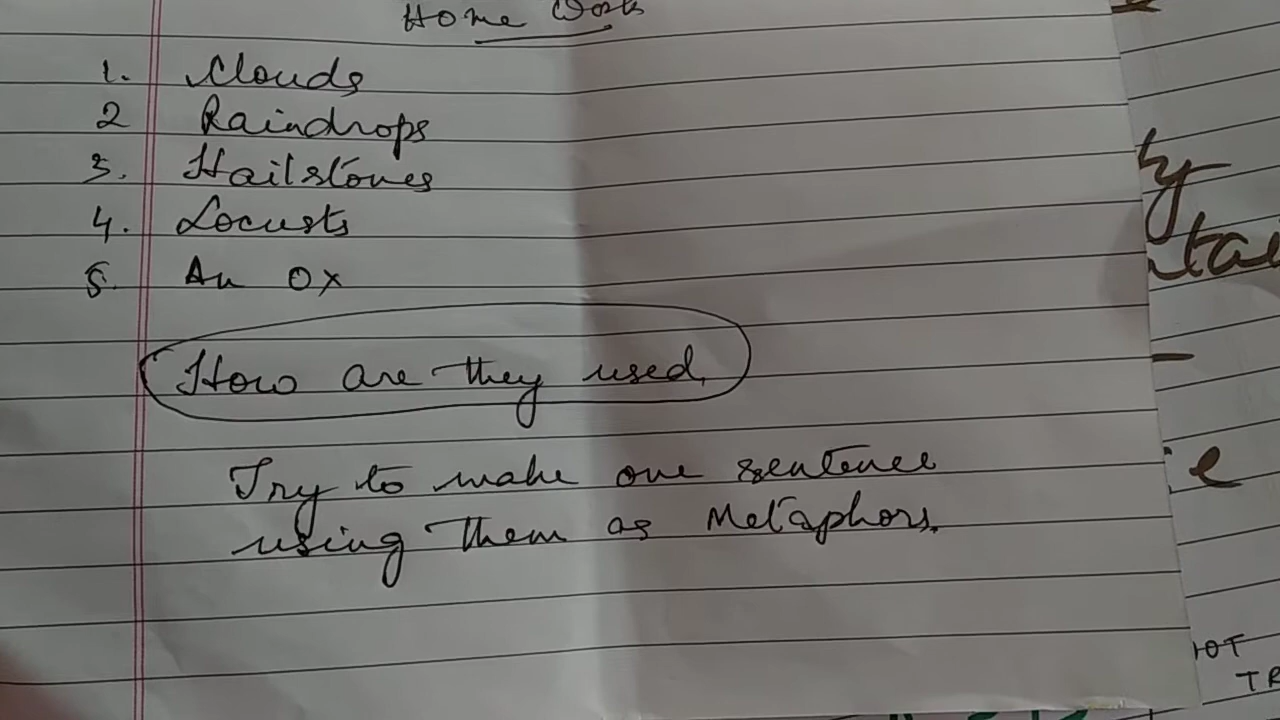 Home Work
1. Clouds
2 Raindrops
3. Hailstones
4. Locusts
5. An Ox
How are they used.
Try to make one sentence
using them as Metaphors.
TR